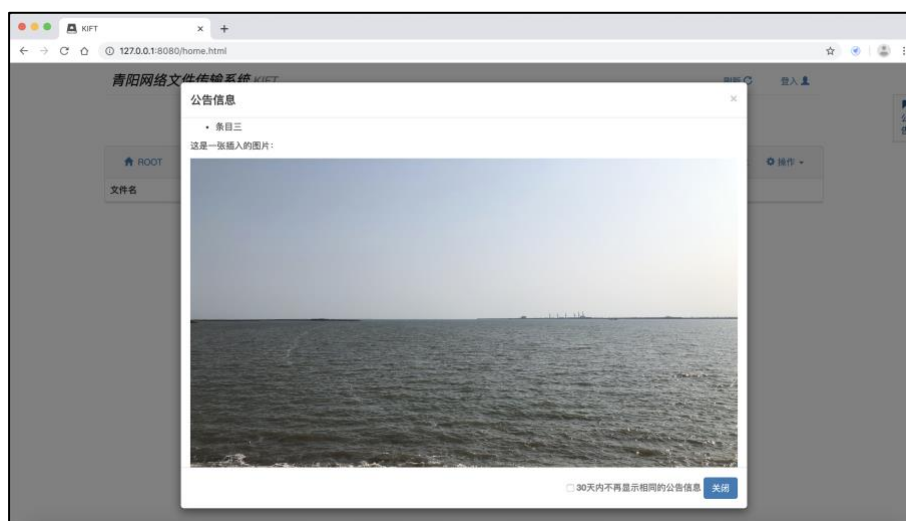 KIFT
127.0.0.1:8080/home.html
青阳网络文件传输系统 KIFT
刷新 登入
公告信息
条目三
这是一张插入的图片：
ROOT
操作
文件名
30天内不再显示相同的公告信息 关闭